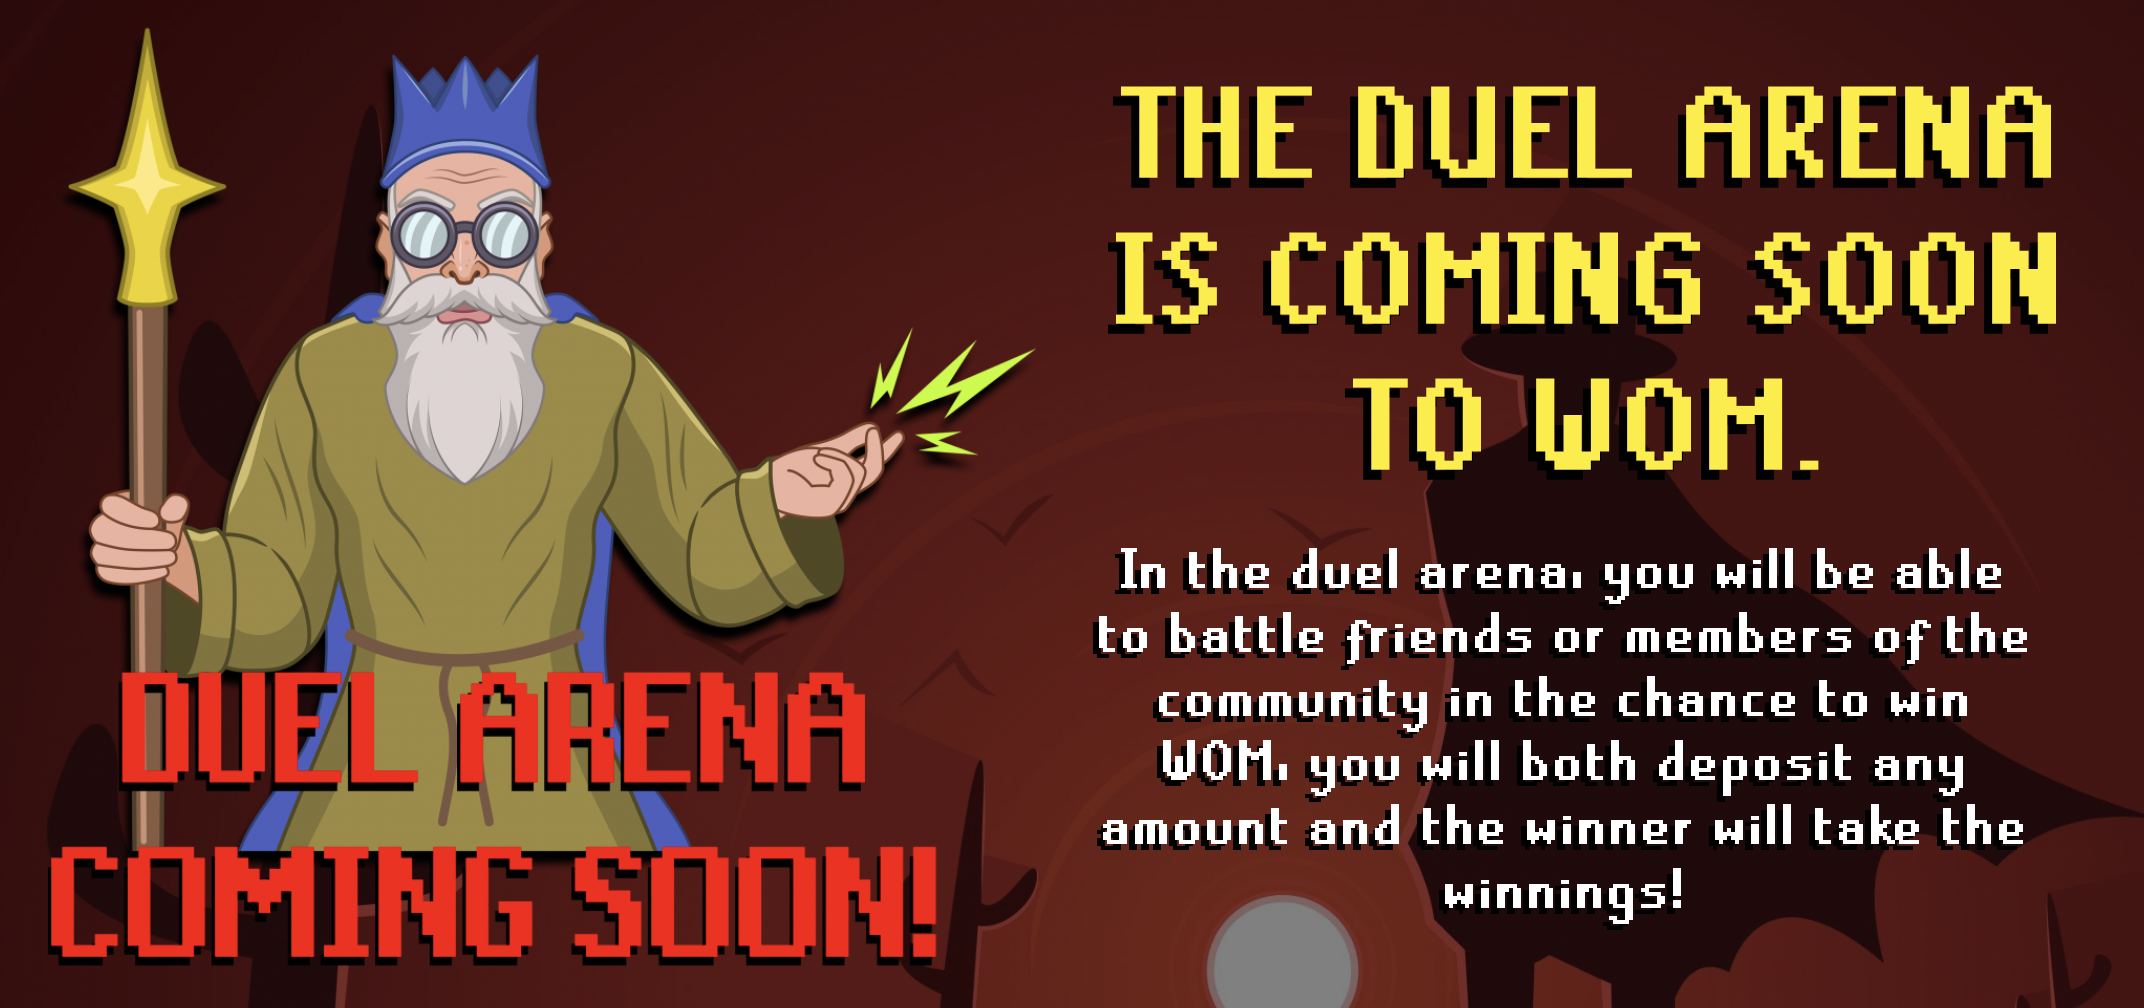 THE DUEL ARENA
IS COMING SOON
TO WOM.
In the duel arena, you will be able
to battle friends or members of the
community in the chance to win
WOM, you will both deposit any
amount and the winner will take the
winnings!
DUEL ARENA
COMING SOON!